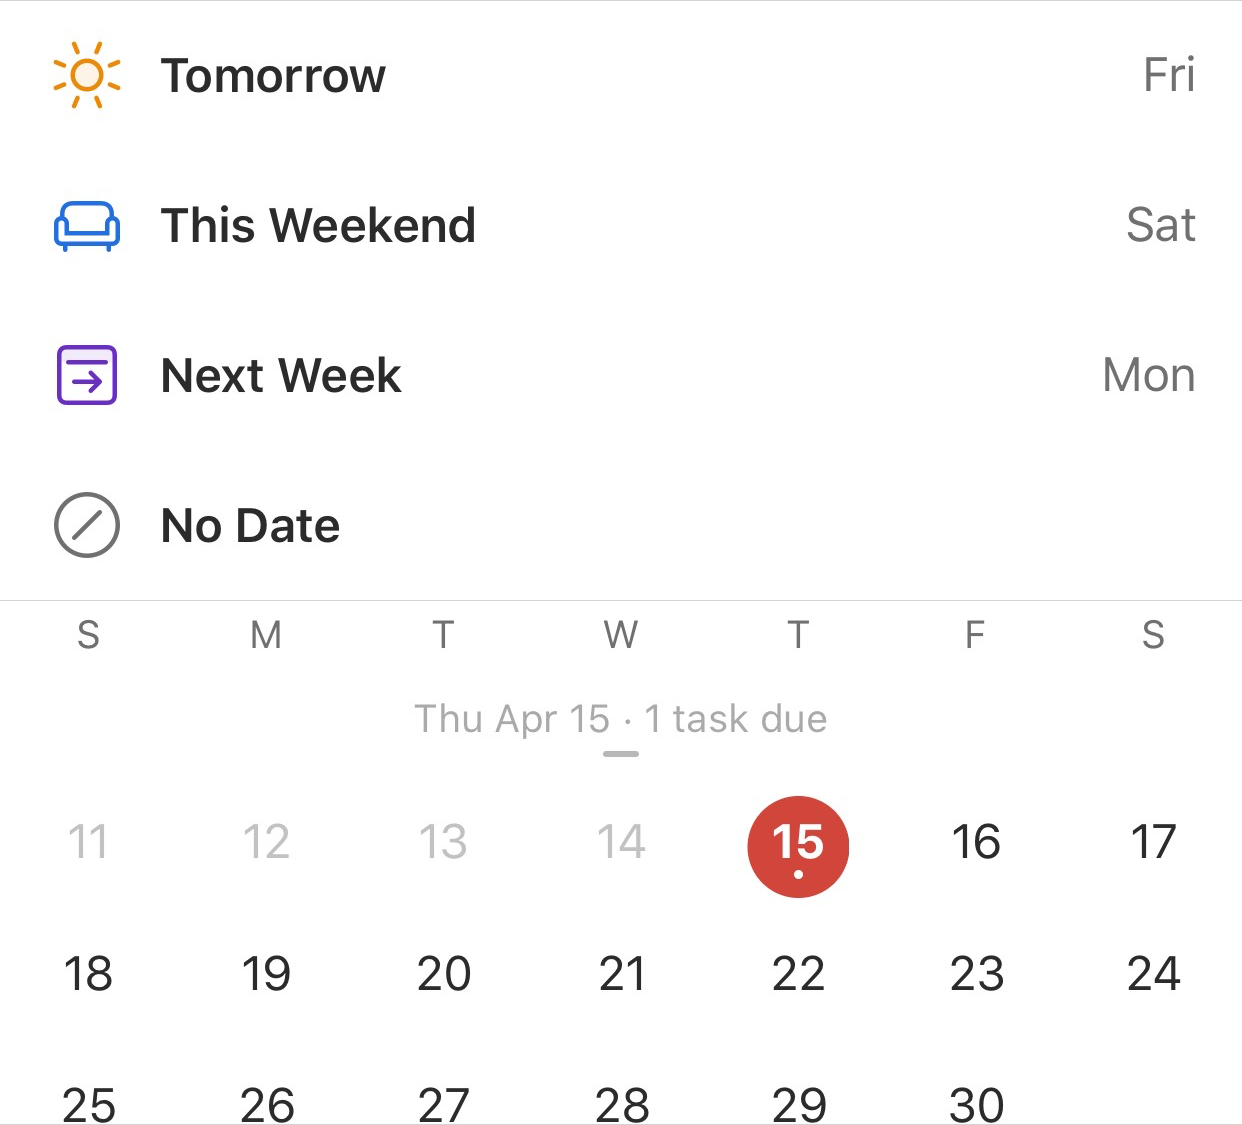 Tomorrow Fri
This Weekend Sat
Next Week Mon
No Date
S M T W T F S
Thu Apr 15 · 1 task due
11 12 13 14 15 16 17
18 19 20 21 22 23 24
25 26 27 28 29 30